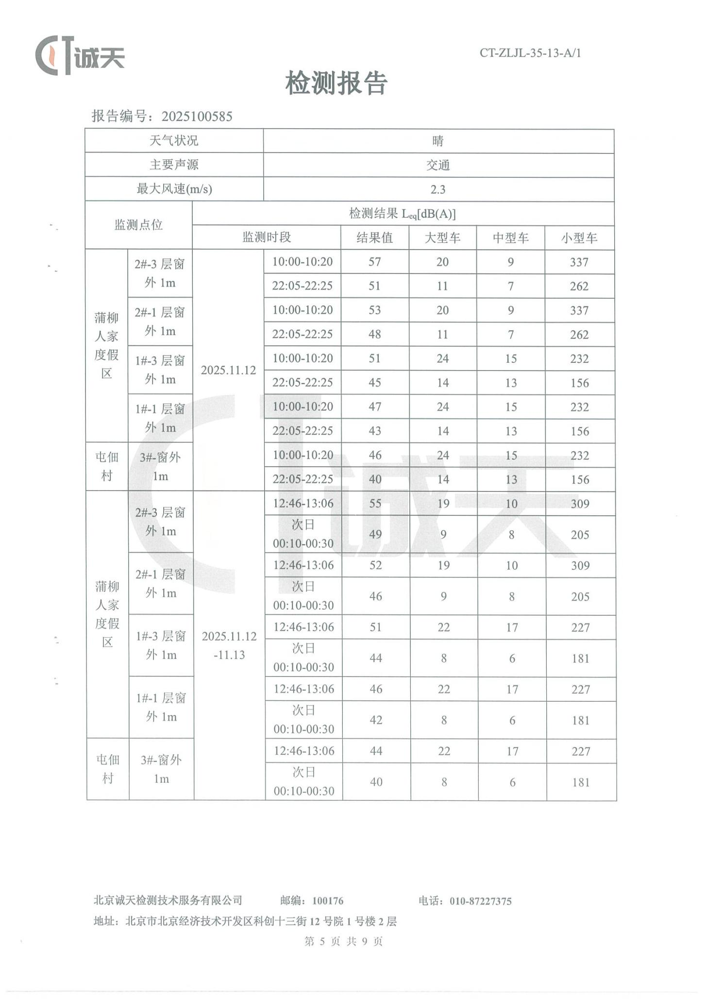 CT诚天
CT-ZLJL-35-13-A/1
检测报告
报告编号：2025100585
天气状况 晴
主要声源 交通
最大风速(m/s) 2.3
监测点位 检测结果 Leq[dB(A)]
监测时段 结果值 大型车 中型车 小型车
蒲柳
人家
度假
区
2#-3 层窗
外 1m
2025.11.12
10:00-10:20 57 20 9 337
22:05-22:25 51 11 7 262
2#-1 层窗
外 1m
10:00-10:20 53 20 9 337
22:05-22:25 48 11 7 262
1#-3 层窗
外 1m
10:00-10:20 51 24 15 232
22:05-22:25 45 14 13 156
1#-1 层窗
外 1m
10:00-10:20 47 24 15 232
22:05-22:25 43 14 13 156
屯佃
村
3#-窗外
1m
10:00-10:20 46 24 15 232
22:05-22:25 40 14 13 156
蒲柳
人家
度假
区
2#-3 层窗
外 1m
2025.11.12
-11.13
12:46-13:06 55 19 10 309
次日
00:10-00:30 49 9 8 205
2#-1 层窗
外 1m
12:46-13:06 52 19 10 309
次日
00:10-00:30 46 9 8 205
1#-3 层窗
外 1m
12:46-13:06 51 22 17 227
次日
00:10-00:30 44 8 6 181
1#-1 层窗
外 1m
12:46-13:06 46 22 17 227
次日
00:10-00:30 42 8 6 181
屯佃
村
3#-窗外
1m
12:46-13:06 44 22 17 227
次日
00:10-00:30 40 8 6 181
CT诚天
北京诚天检测技术服务有限公司 邮编：100176 电话：010-87227375
地址：北京市北京经济技术开发区科创十三街 12 号院 1 号楼 2 层
第 5 页 共 9 页